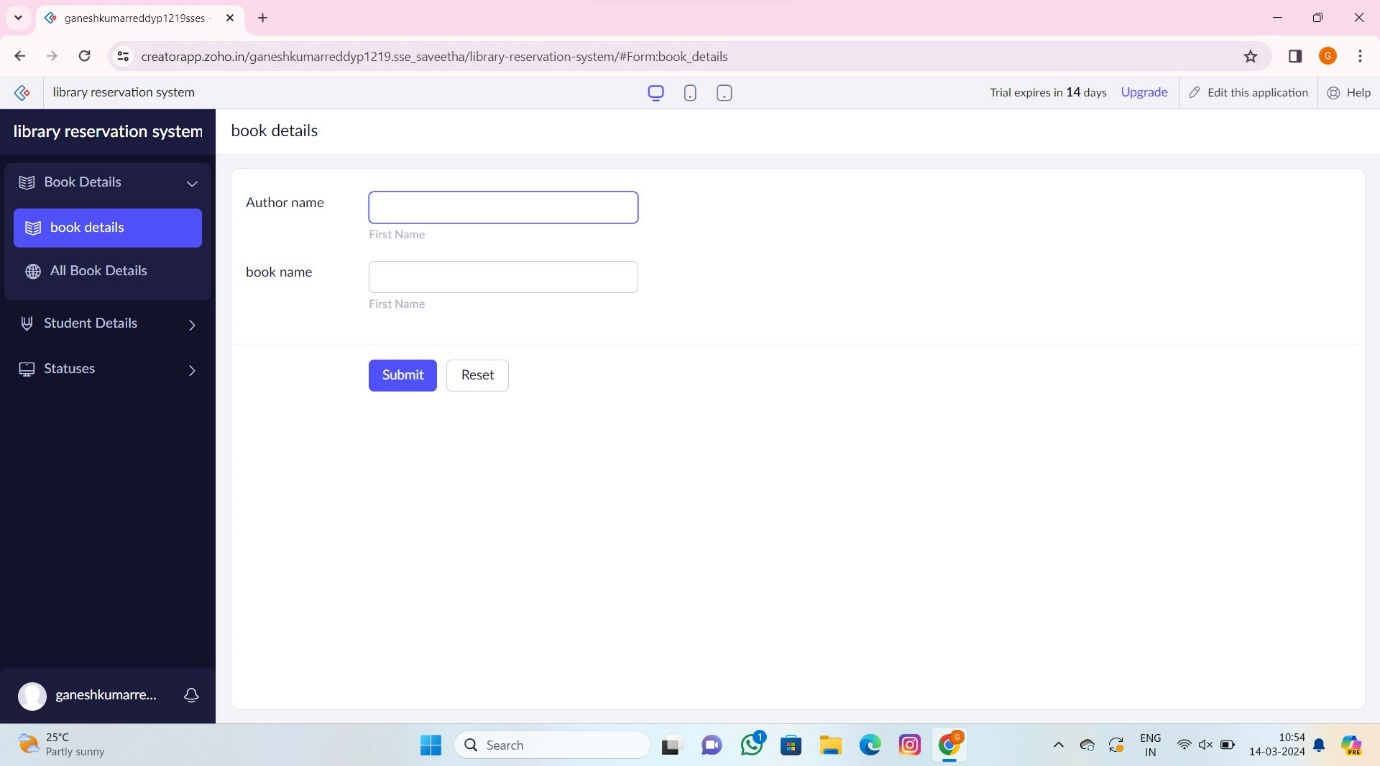 ganeshkumarreddyp1219sses
creatorapp.zoho.in/ganeshkumarreddyp1219.sse_saveetha/library-reservation-system/#Form:book_details
G
library reservation system
Trial expires in 14 days
Upgrade
Edit this application
Help
library reservation system
book details
Book Details
book details
All Book Details
Student Details
Statuses
Author name
First Name
book name
First Name
Submit
Reset
ganeshkumarre...
25°C
Partly sunny
Search
1
G
ENG
IN
10:54
14-03-2024
PRE